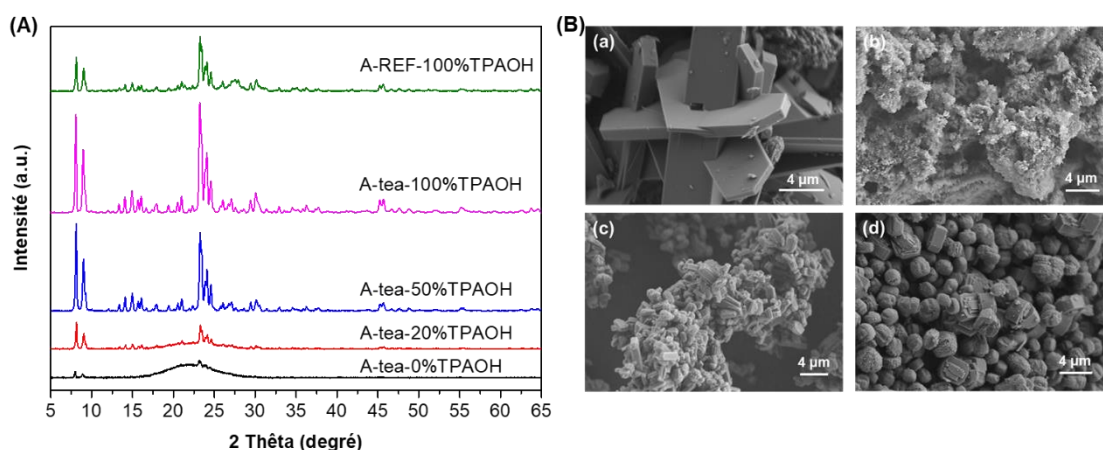 (A)
A-REF-100%TPAOH
A-tea-100%TPAOH
A-tea-50%TPAOH
A-tea-20%TPAOH
A-tea-0%TPAOH
Intensité (a.u.)
5 10 15 20 25 30 35 40 45 50 55 60 65
2 Thêta (degré)
(B)
(a)
4 µm
(b)
4 µm
(c)
4 µm
(d)
4 µm